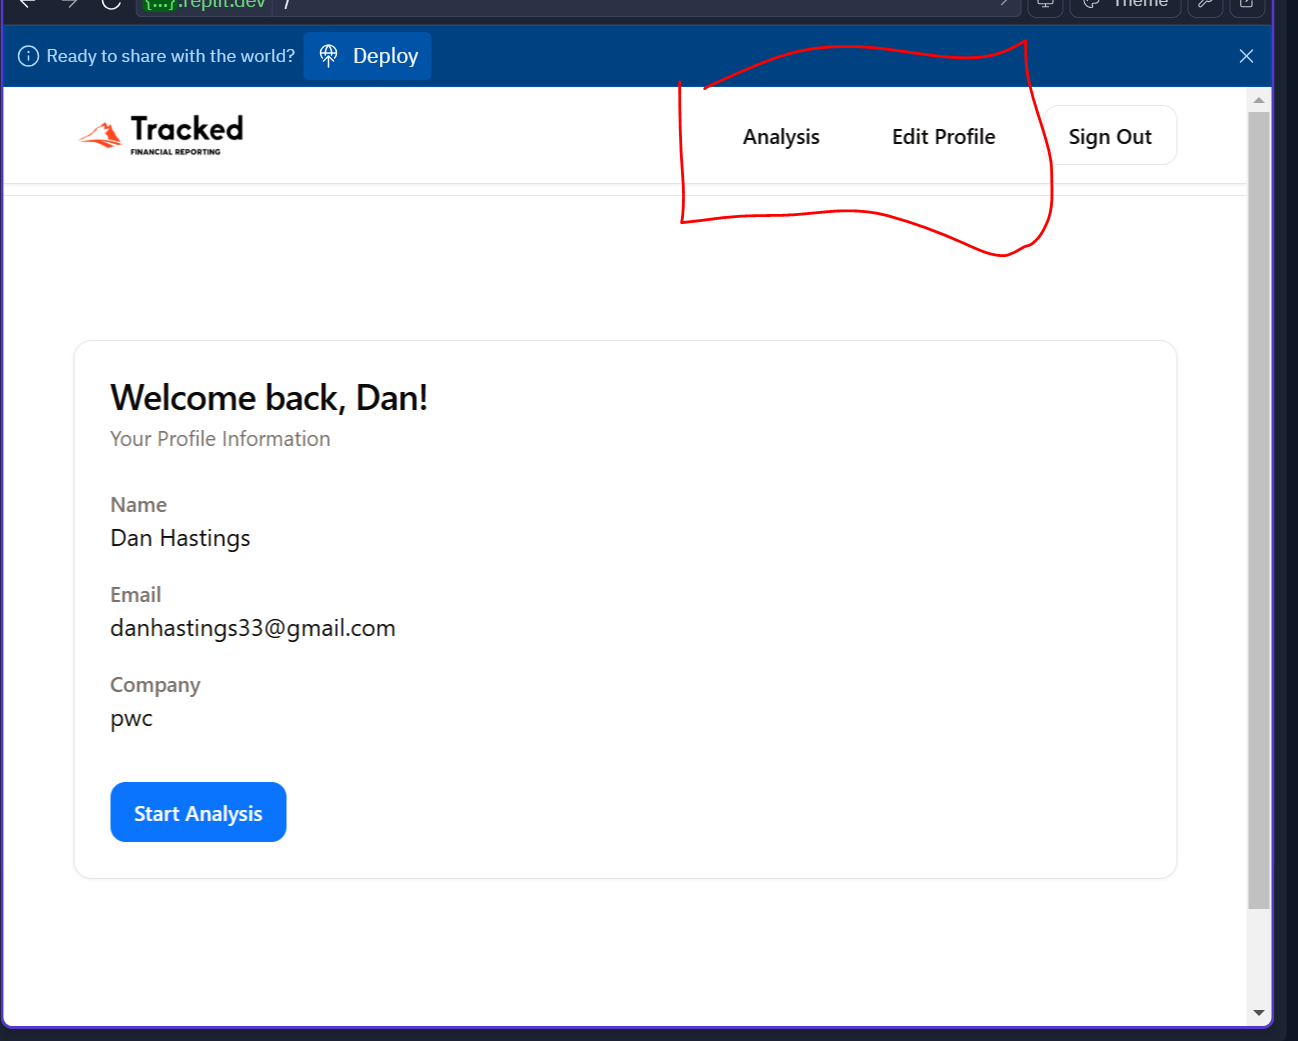 {...}.replit.dev /
Theme
Ready to share with the world? Deploy
Tracked
FINANCIAL REPORTING
Analysis Edit Profile Sign Out
Welcome back, Dan!
Your Profile Information
Name
Dan Hastings
Email
danhastings33@gmail.com
Company
pwc
Start Analysis